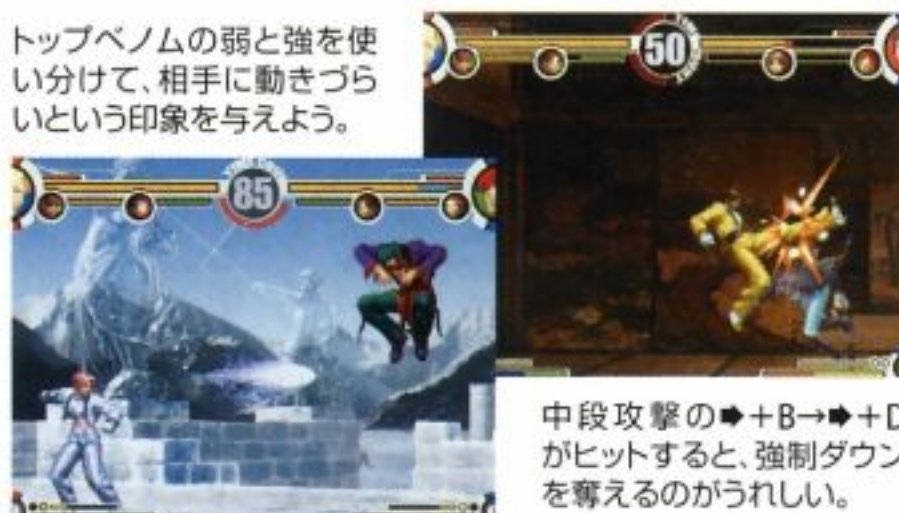 トップベノムの弱と強を使
い分けて、相手に動きづら
いという印象を与えよう。
50
85
中段攻撃の➡+B→➡+D
がヒットすると、強制ダウン
を奪えるのがうれしい。